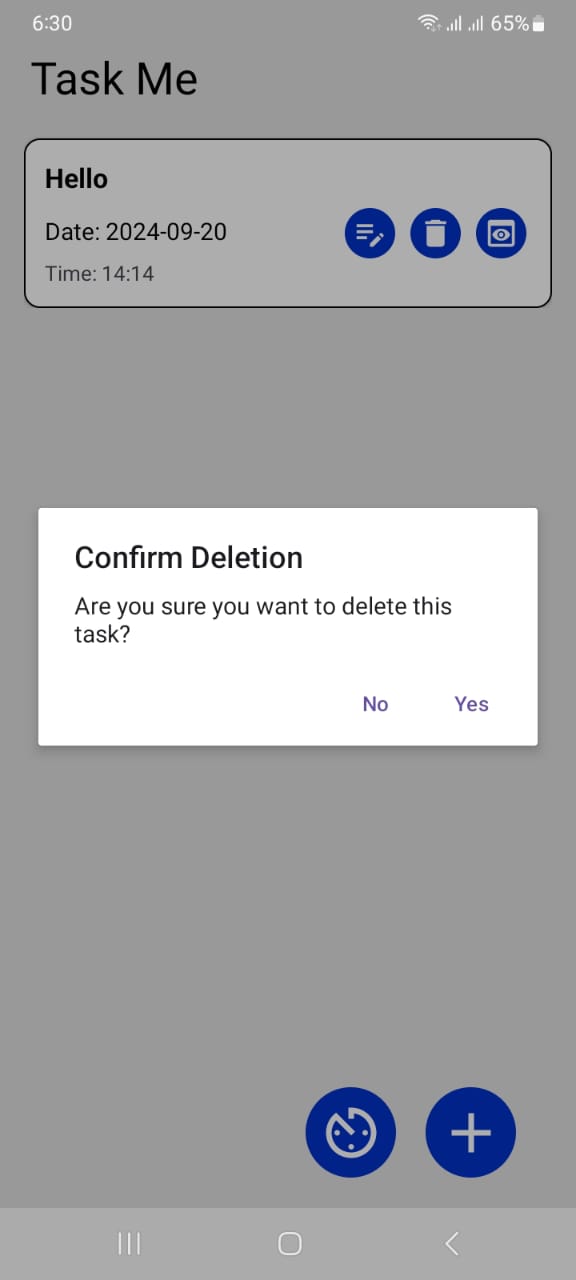 6:30
65%
Task Me
Hello
Date: 2024-09-20
Time: 14:14
Confirm Deletion
Are you sure you want to delete this
task?
No Yes